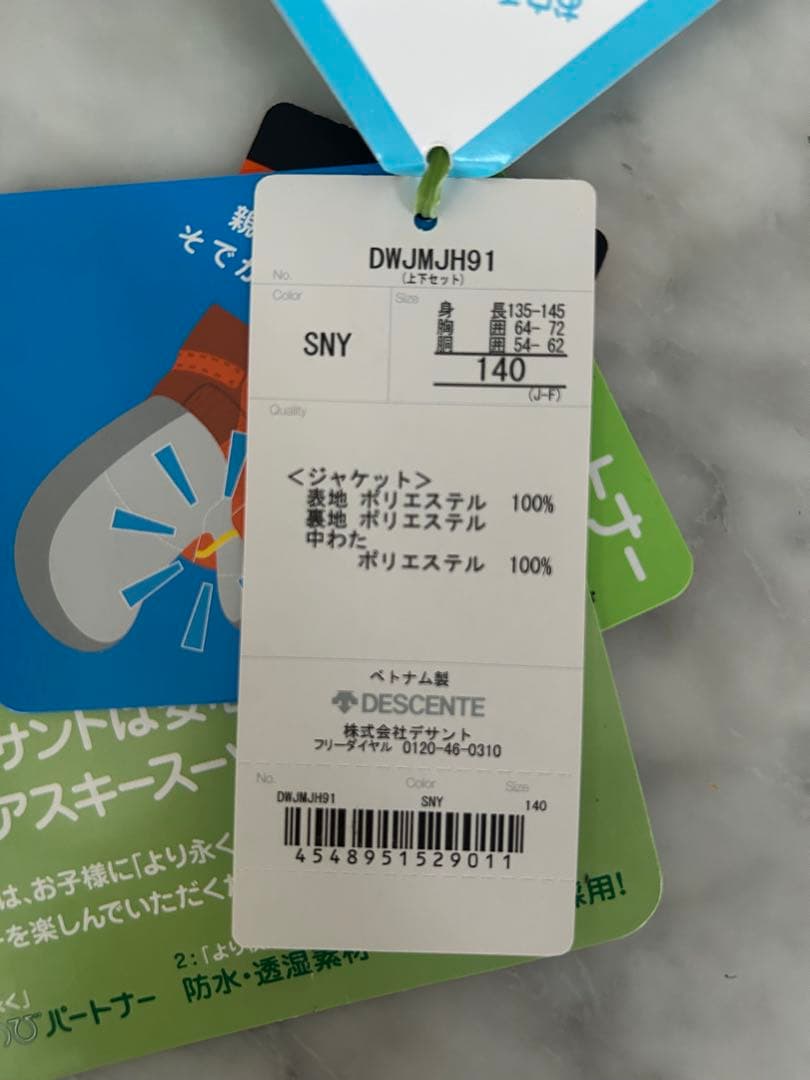 親
そでが
No.
DWJMJH91
(上下セット)
Color
SNY
Size
身 長135-145
胸 囲 64- 72
胴 囲 54- 62
140
(J-F)
Quality
<ジャケット>
表地 ポリエステル 100%
裏地 ポリエステル
中わた
ポリエステル 100%
ベトナム製
DESCENTE
株式会社デサント
フリーダイヤル 0120-46-0310
No. Color Size
DWJMJH91 SNY 140
4548951529011
トナー
サントは
アスキースー
は、お子様に「より永く
ーを楽しんでいただくた
採用!
2:「より
防水・透湿素材
く」
パートナー